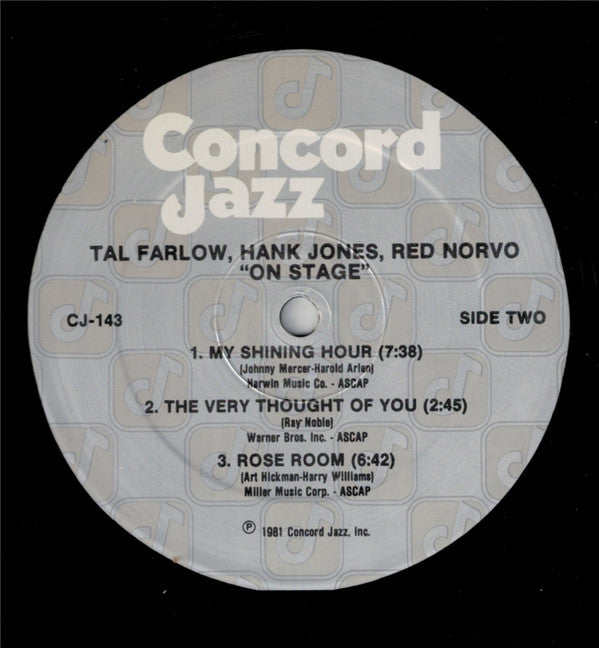 Concord
Jazz
TAL FARLOW, HANK JONES, RED NORVO
"ON STAGE"
CJ-143
SIDE TWO
1. MY SHINING HOUR (7:38)
(Johnny Mercer-Harold Arlen)
Harwin Music Co. - ASCAP
2. THE VERY THOUGHT OF YOU (2:45)
(Ray Noble)
Warner Bros. Inc. - ASCAP
3. ROSE ROOM (6:42)
(Art Hickman-Harry Williams)
Miller Music Corp. - ASCAP
℗ 1981 Concord Jazz, Inc.